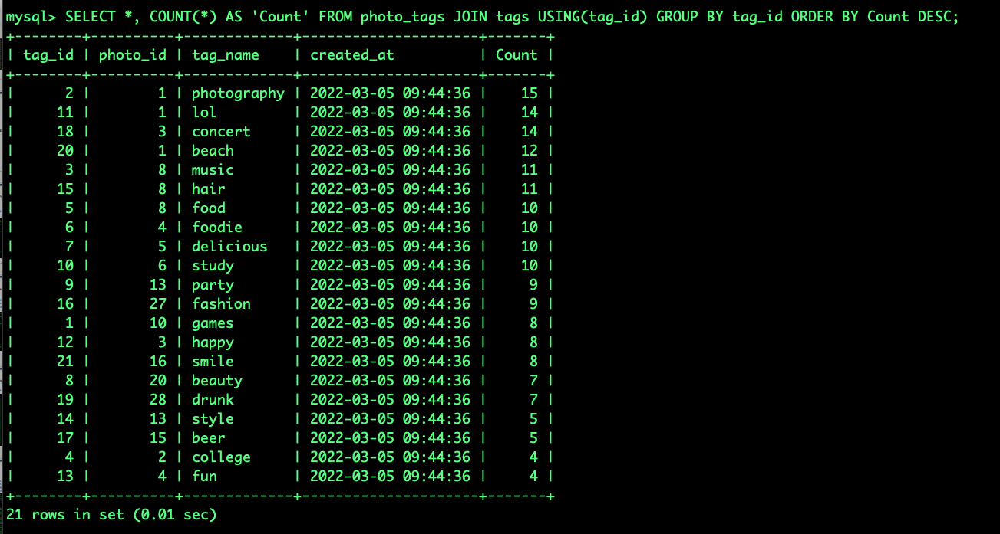 mysql> SELECT *, COUNT(*) AS 'Count' FROM photo_tags JOIN tags USING(tag_id) GROUP BY tag_id ORDER BY Count DESC;
+--------+----------+-------------+---------------------+-------+
| tag_id | photo_id | tag_name    | created_at          | Count |
+--------+----------+-------------+---------------------+-------+
|      2 |        1 | photography | 2022-03-05 09:44:36 |    15 |
|     11 |        1 | lol         | 2022-03-05 09:44:36 |    14 |
|     18 |        3 | concert     | 2022-03-05 09:44:36 |    14 |
|     20 |        1 | beach       | 2022-03-05 09:44:36 |    12 |
|      3 |        8 | music       | 2022-03-05 09:44:36 |    11 |
|     15 |        8 | hair        | 2022-03-05 09:44:36 |    11 |
|      5 |        8 | food        | 2022-03-05 09:44:36 |    10 |
|      6 |        4 | foodie      | 2022-03-05 09:44:36 |    10 |
|      7 |        5 | delicious   | 2022-03-05 09:44:36 |    10 |
|     10 |        6 | study       | 2022-03-05 09:44:36 |    10 |
|      9 |       13 | party       | 2022-03-05 09:44:36 |     9 |
|     16 |       27 | fashion     | 2022-03-05 09:44:36 |     9 |
|      1 |       10 | games       | 2022-03-05 09:44:36 |     8 |
|     12 |        3 | happy       | 2022-03-05 09:44:36 |     8 |
|     21 |       16 | smile       | 2022-03-05 09:44:36 |     8 |
|      8 |       20 | beauty      | 2022-03-05 09:44:36 |     7 |
|     19 |       28 | drunk       | 2022-03-05 09:44:36 |     7 |
|     14 |       13 | style       | 2022-03-05 09:44:36 |     5 |
|     17 |       15 | beer        | 2022-03-05 09:44:36 |     5 |
|      4 |        2 | college     | 2022-03-05 09:44:36 |     4 |
|     13 |        4 | fun         | 2022-03-05 09:44:36 |     4 |
+--------+----------+-------------+---------------------+-------+
21 rows in set (0.01 sec)